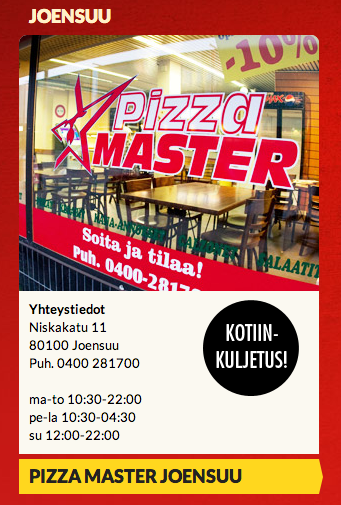 JOENSUU
-10%
Pizza
MASTER
Soita ja tilaa!
Puh. 0400-28170
Yhteystiedot
Niskakatu 11
80100 Joensuu
Puh. 0400 281700
KOTIIN-
KULJETUS!
ma-to 10:30-22:00
pe-la 10:30-04:30
su 12:00-22:00
PIZZA MASTER JOENSUU